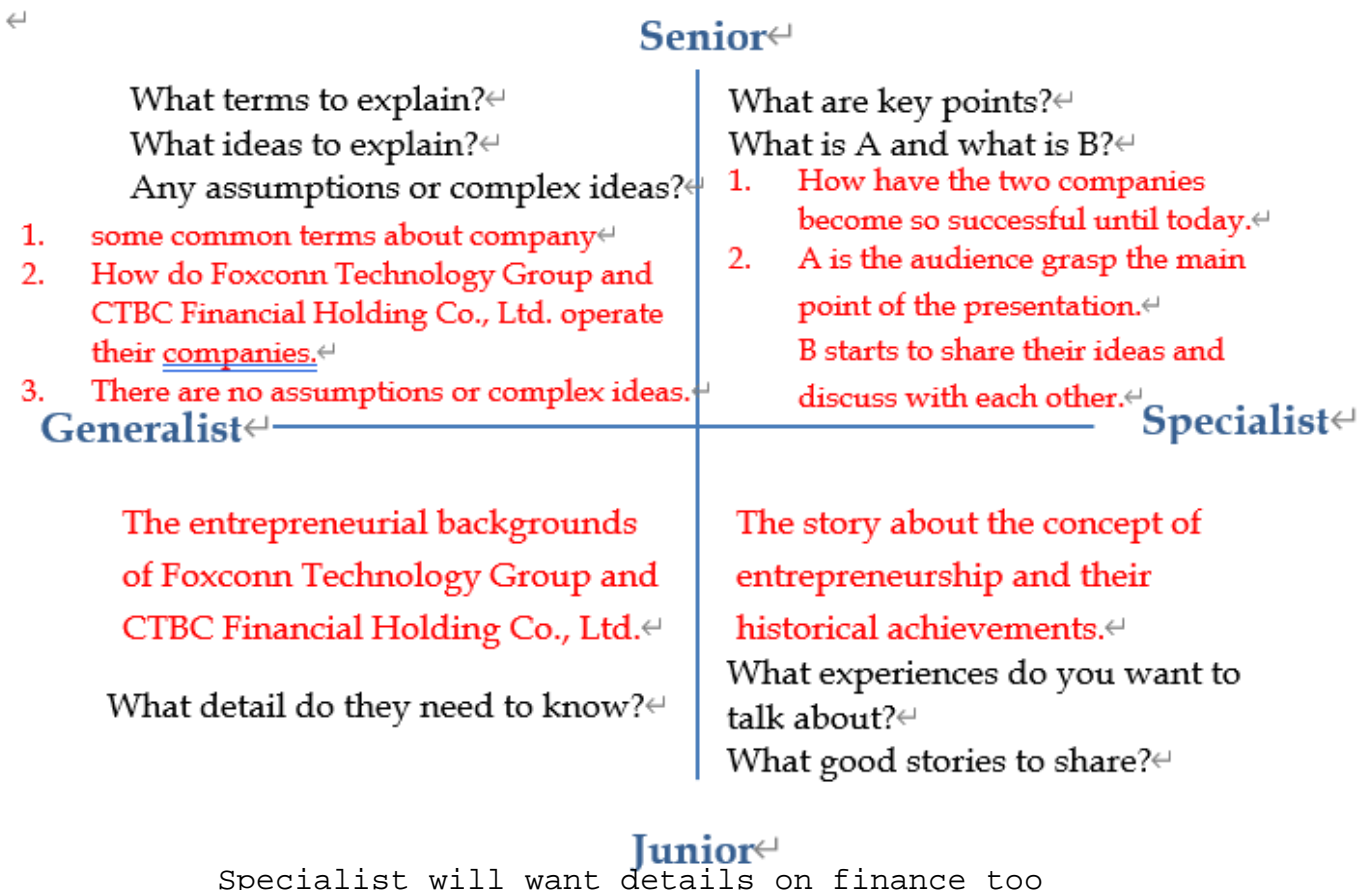 Senior
What terms to explain?
What ideas to explain?
Any assumptions or complex ideas?
1. some common terms about company
2. How do Foxconn Technology Group and
CTBC Financial Holding Co., Ltd. operate
their companies.
3. There are no assumptions or complex ideas.
What are key points?
What is A and what is B?
1. How have the two companies
become so successful until today.
2. A is the audience grasp the main
point of the presentation.
B starts to share their ideas and
discuss with each other.
Generalist
Specialist
The entrepreneurial backgrounds
of Foxconn Technology Group and
CTBC Financial Holding Co., Ltd.
What detail do they need to know?
The story about the concept of
entrepreneurship and their
historical achievements.
What experiences do you want to
talk about?
What good stories to share?
Junior
Specialist will want details on finance too